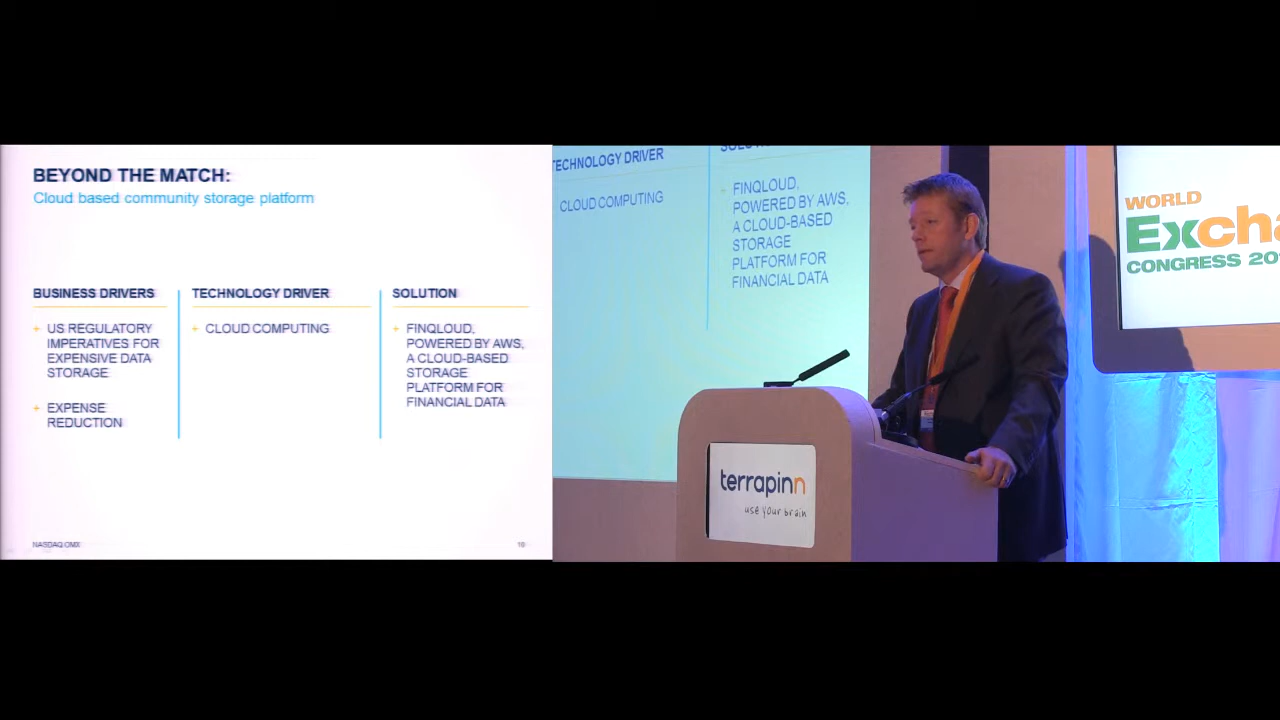 BEYOND THE MATCH:
Cloud based community storage platform
BUSINESS DRIVERS
+ US REGULATORY
IMPERATIVES FOR
EXPENSIVE DATA
STORAGE
+ EXPENSE
REDUCTION
TECHNOLOGY DRIVER
+ CLOUD COMPUTING
SOLUTION
+ FINQLOUD,
POWERED BY AWS,
A CLOUD-BASED
STORAGE
PLATFORM FOR
FINANCIAL DATA
NASDAQ OMX
10
TECHNOLOGY DRIVER
CLOUD COMPUTING
+ FINQLOUD,
POWERED BY AWS,
A CLOUD-BASED
STORAGE
PLATFORM FOR
FINANCIAL DATA
terrapinn
use your brain
WORLD
Excha
CONGRESS 20